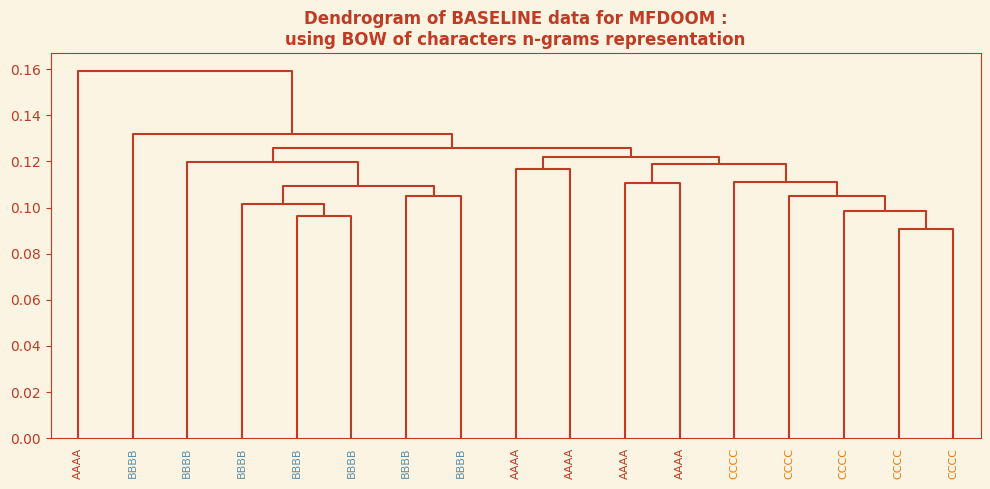 Dendrogram of BASELINE data for MFDOOM :
using BOW of characters n-grams representation
0.16
0.14
0.12
0.10
0.08
0.06
0.04
0.02
0.00
AAAA
BBBB
BBBB
BBBB
BBBB
BBBB
BBBB
BBBB
AAAA
AAAA
AAAA
AAAA
CCCC
CCCC
CCCC
CCCC
CCCC